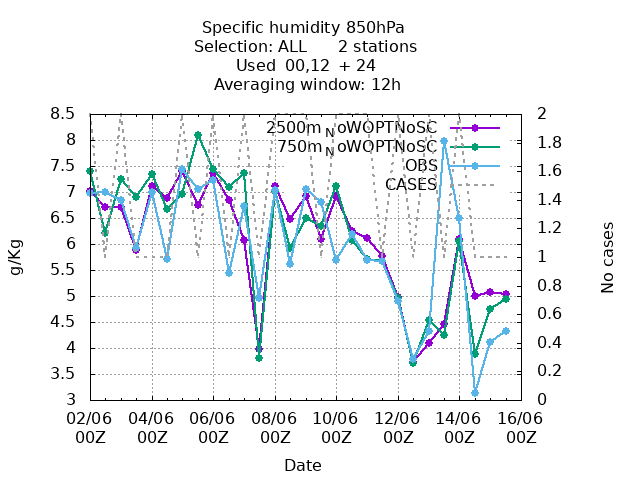 Specific humidity 850hPa
Selection: ALL 2 stations
Used 00,12 + 24
Averaging window: 12h
2500m NoWOPTNoSC
750m NoWOPTNoSC
OBS
CASES
8.5
8
7.5
7
6.5
6
5.5
5
4.5
4
3.5
3
2
1.8
1.6
1.4
1.2
1
0.8
0.6
0.4
0.2
0
g/Kg
No cases
02/06 04/06 06/06 08/06 10/06 12/06 14/06 16/06
00Z 00Z 00Z 00Z 00Z 00Z 00Z 00Z
Date